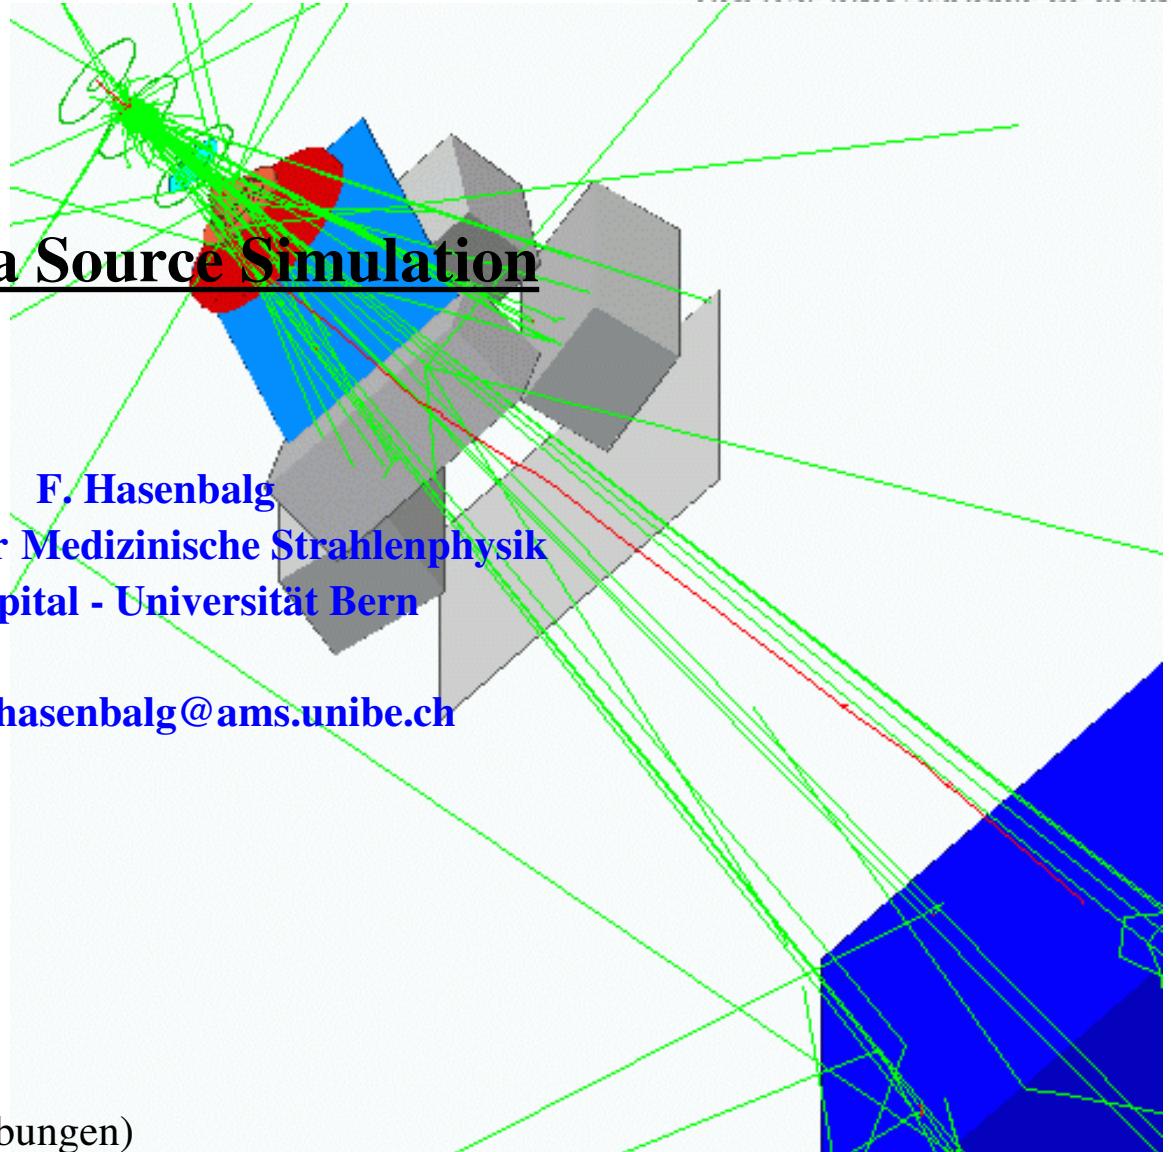 a Source Simulation
F. Hasenbalg
r Medizinische Strahlenphysik
pital - Universität Bern
hasenbalg@ams.unibe.ch
bungen)